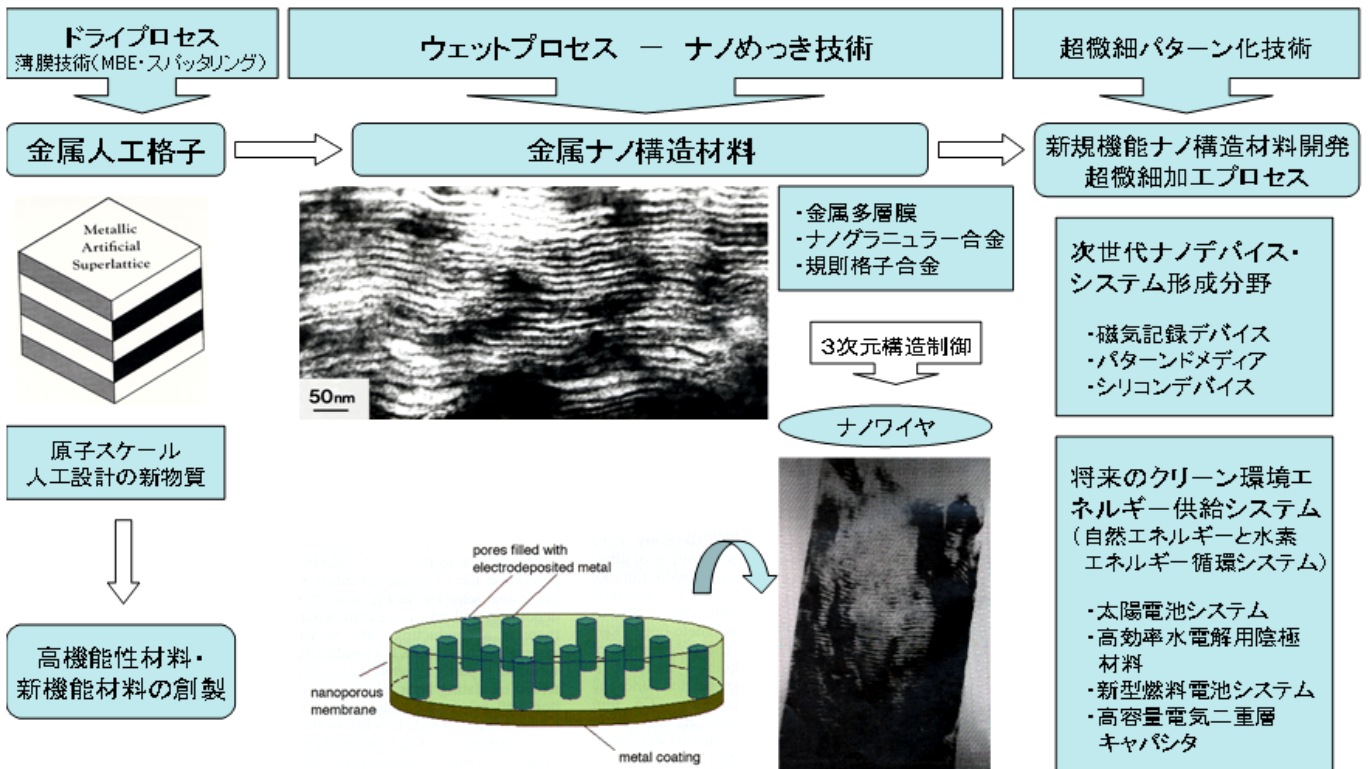 ドライプロセス
薄膜技術(MBE・スパッタリング)
ウェットプロセス － ナノめっき技術
超微細パターン化技術
金属人工格子
金属ナノ構造材料
新規機能ナノ構造材料開発
超微細加工プロセス
Metallic
Artificial
Superlattice
50nm
・金属多層膜
・ナノグラニュラー合金
・規則格子合金
3次元構造制御
ナノワイヤ
次世代ナノデバイス・
システム形成分野
・磁気記録デバイス
・パターンドメディア
・シリコンデバイス
原子スケール
人工設計の新物質
高機能性材料・
新機能材料の創製
pores filled with
electrodeposited metal
nanoporous
membrane
metal coating
将来のクリーン環境エ
ネルギー供給システム
(自然エネルギーと水素
エネルギー循環システム)
・太陽電池システム
・高効率水電解用陰極
材料
・新型燃料電池システム
・高容量電気二重層
キャパシタ